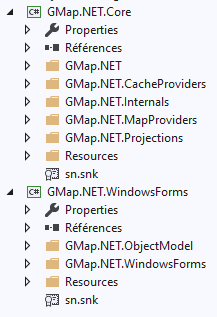 GMap.NET.Core
Properties
Références
GMap.NET
GMap.NET.CacheProviders
GMap.NET.Internals
GMap.NET.MapProviders
GMap.NET.Projections
Resources
sn.snk
GMap.NET.WindowsForms
Properties
Références
GMap.NET.ObjectModel
GMap.NET.WindowsForms
Resources
sn.snk